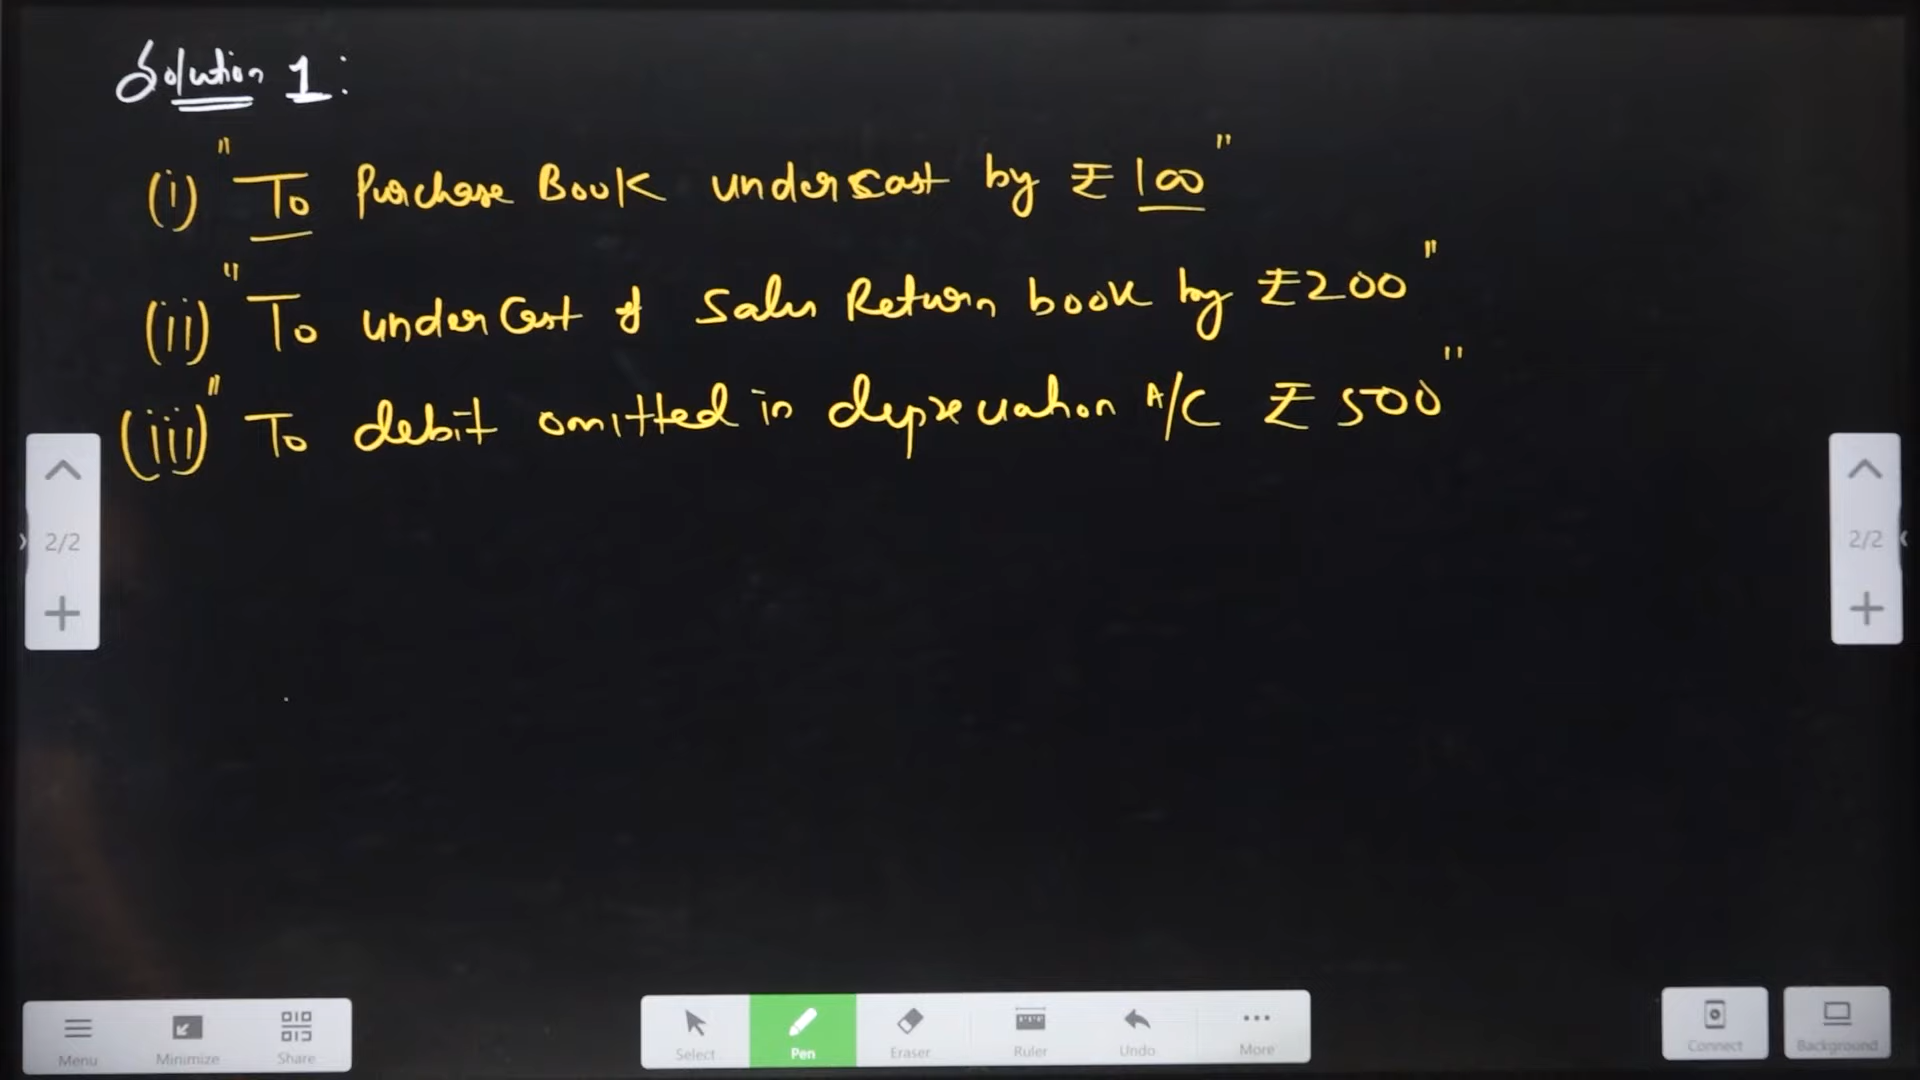 Solution 1:
(i) "To Purchase Book undercast by ₹100"
(ii) "To undercast of Sales Return book by ₹200"
(iii) "To debit omitted in depreciation A/C ₹500"
2/2
2/2
Menu Minimize Share Select Pen Eraser Ruler Undo More Connect Background